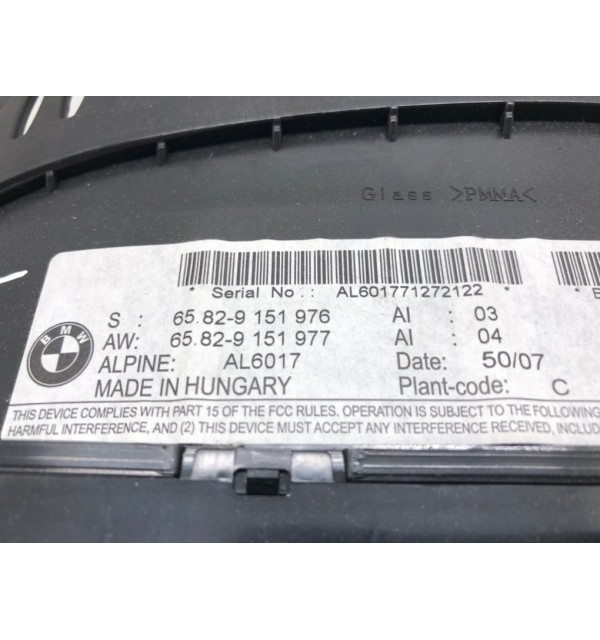 Glass >PMMA<
* Serial No.: AL601771272122 *
BMW
S : 65.82-9 151 976 AI : 03
AW: 65.82-9 151 977 AI : 04
ALPINE: AL6017 Date: 50/07
MADE IN HUNGARY Plant-code: C
THIS DEVICE COMPLIES WITH PART 15 OF THE FCC RULES. OPERATION IS SUBJECT TO THE FOLLOWING
HARMFUL INTERFERENCE, AND (2) THIS DEVICE MUST ACCEPT ANY INTERFERENCE RECEIVED, INCLUD